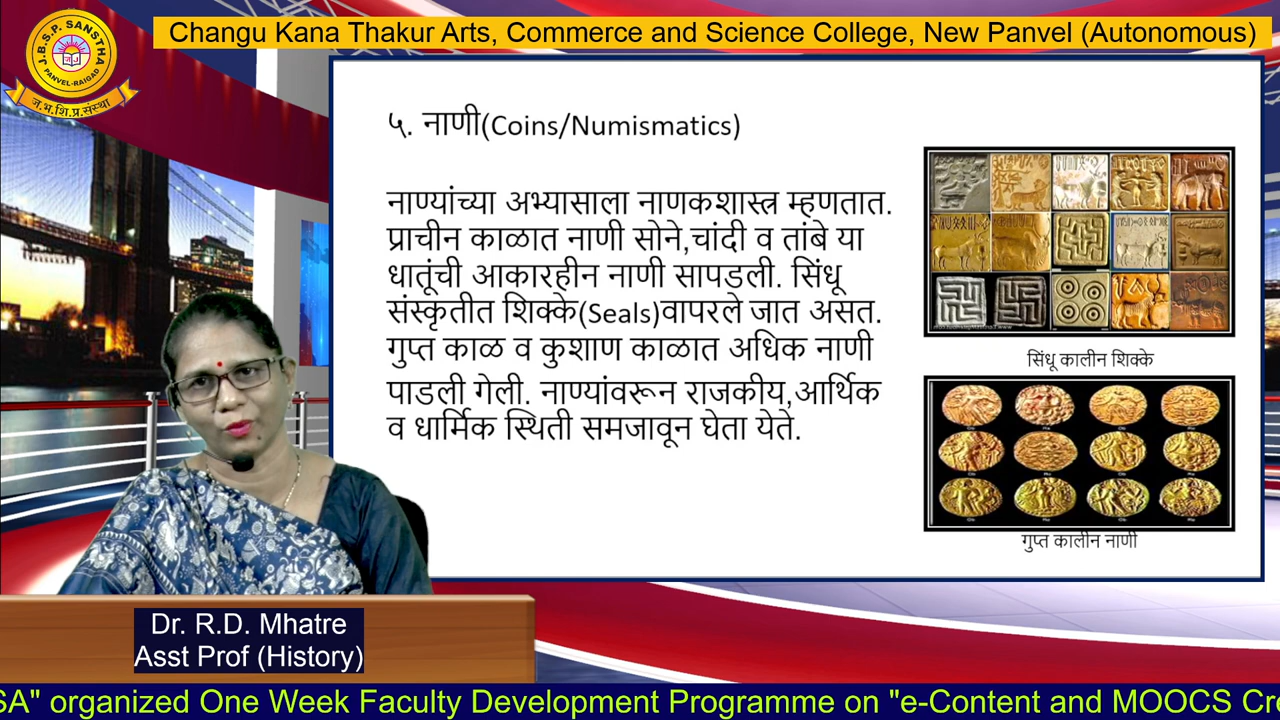 Changu Kana Thakur Arts, Commerce and Science College, New Panvel (Autonomous)
J.B.S.P. SANSTHA
PANVEL-RAIGAD
ज.भ.शि.प्र.संस्था
५. नाणी(Coins/Numismatics)
नाण्यांच्या अभ्यासाला नाणकशास्त्र म्हणतात.
प्राचीन काळात नाणी सोने,चांदी व तांबे या
धातूंची आकारहीन नाणी सापडली. सिंधू
संस्कृतीत शिक्के(Seals)वापरले जात असत.
गुप्त काळ व कुशाण काळात अधिक नाणी
पाडली गेली. नाण्यांवरून राजकीय,आर्थिक
व धार्मिक स्थिती समजावून घेता येते.
सिंधू कालीन शिक्के
गुप्त कालीन नाणी
Dr. R.D. Mhatre
Asst Prof (History)
SA" organized One Week Faculty Development Programme on "e-Content and MOOCS Cre